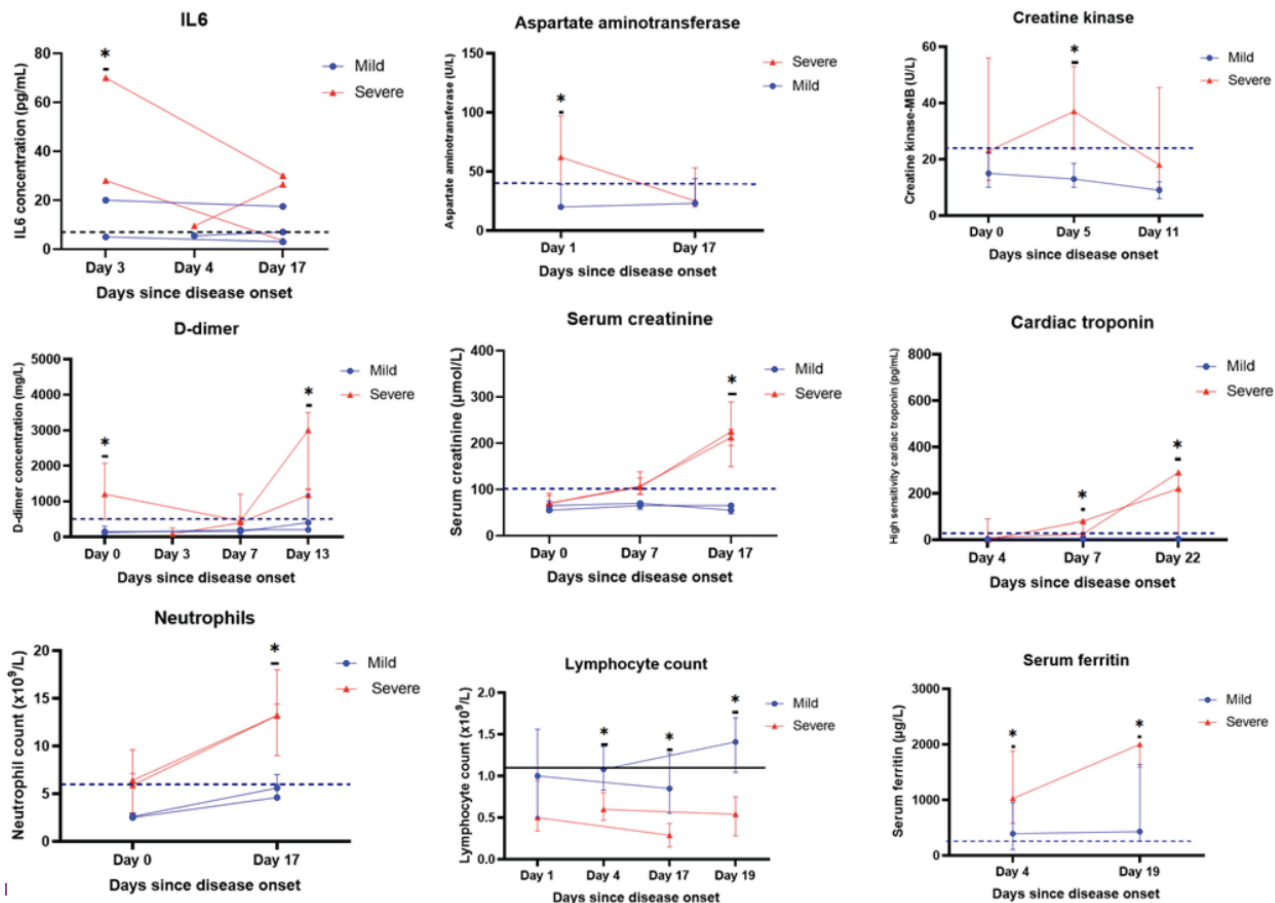 IL6
IL6 concentration (pg/mL)
80
60
40
20
0
*
Mild
Severe
Day 3
Day 4
Day 17
Days since disease onset
Aspartate aminotransferase
Aspartate aminotransferase (U/L)
150
100
50
0
*
Severe
Mild
Day 1
Day 17
Days since disease onset
Creatine kinase
Creatine kinase-MB (U/L)
60
40
20
0
*
Mild
Severe
Day 0
Day 5
Day 11
Days since disease onset
D-dimer
D-dimer concentration (mg/L)
5000
4000
3000
2000
1000
0
*
*
Mild
Severe
Day 0
Day 3
Day 7
Day 13
Days since disease onset
Serum creatinine
Serum creatinine (µmol/L)
400
300
200
100
0
*
Mild
Severe
Day 0
Day 7
Day 17
Days since disease onset
Cardiac troponin
High sensitivity cardiac troponin (pg/mL)
800
600
400
200
0
*
*
Mild
Severe
Day 4
Day 7
Day 22
Days since disease onset
Neutrophils
Neutrophil count (x10⁹/L)
20
15
10
5
0
*
Mild
Severe
Day 0
Day 17
Days since disease onset
Lymphocyte count
Lymphocyte count (x10⁹/L)
2.0
1.5
1.0
0.5
0.0
*
*
*
Mild
Severe
Day 1
Day 4
Day 17
Day 19
Days since disease onset
Serum ferritin
Serum ferritin (µg/L)
3000
2000
1000
0
*
*
Mild
Severe
Day 4
Day 19
Days since disease onset